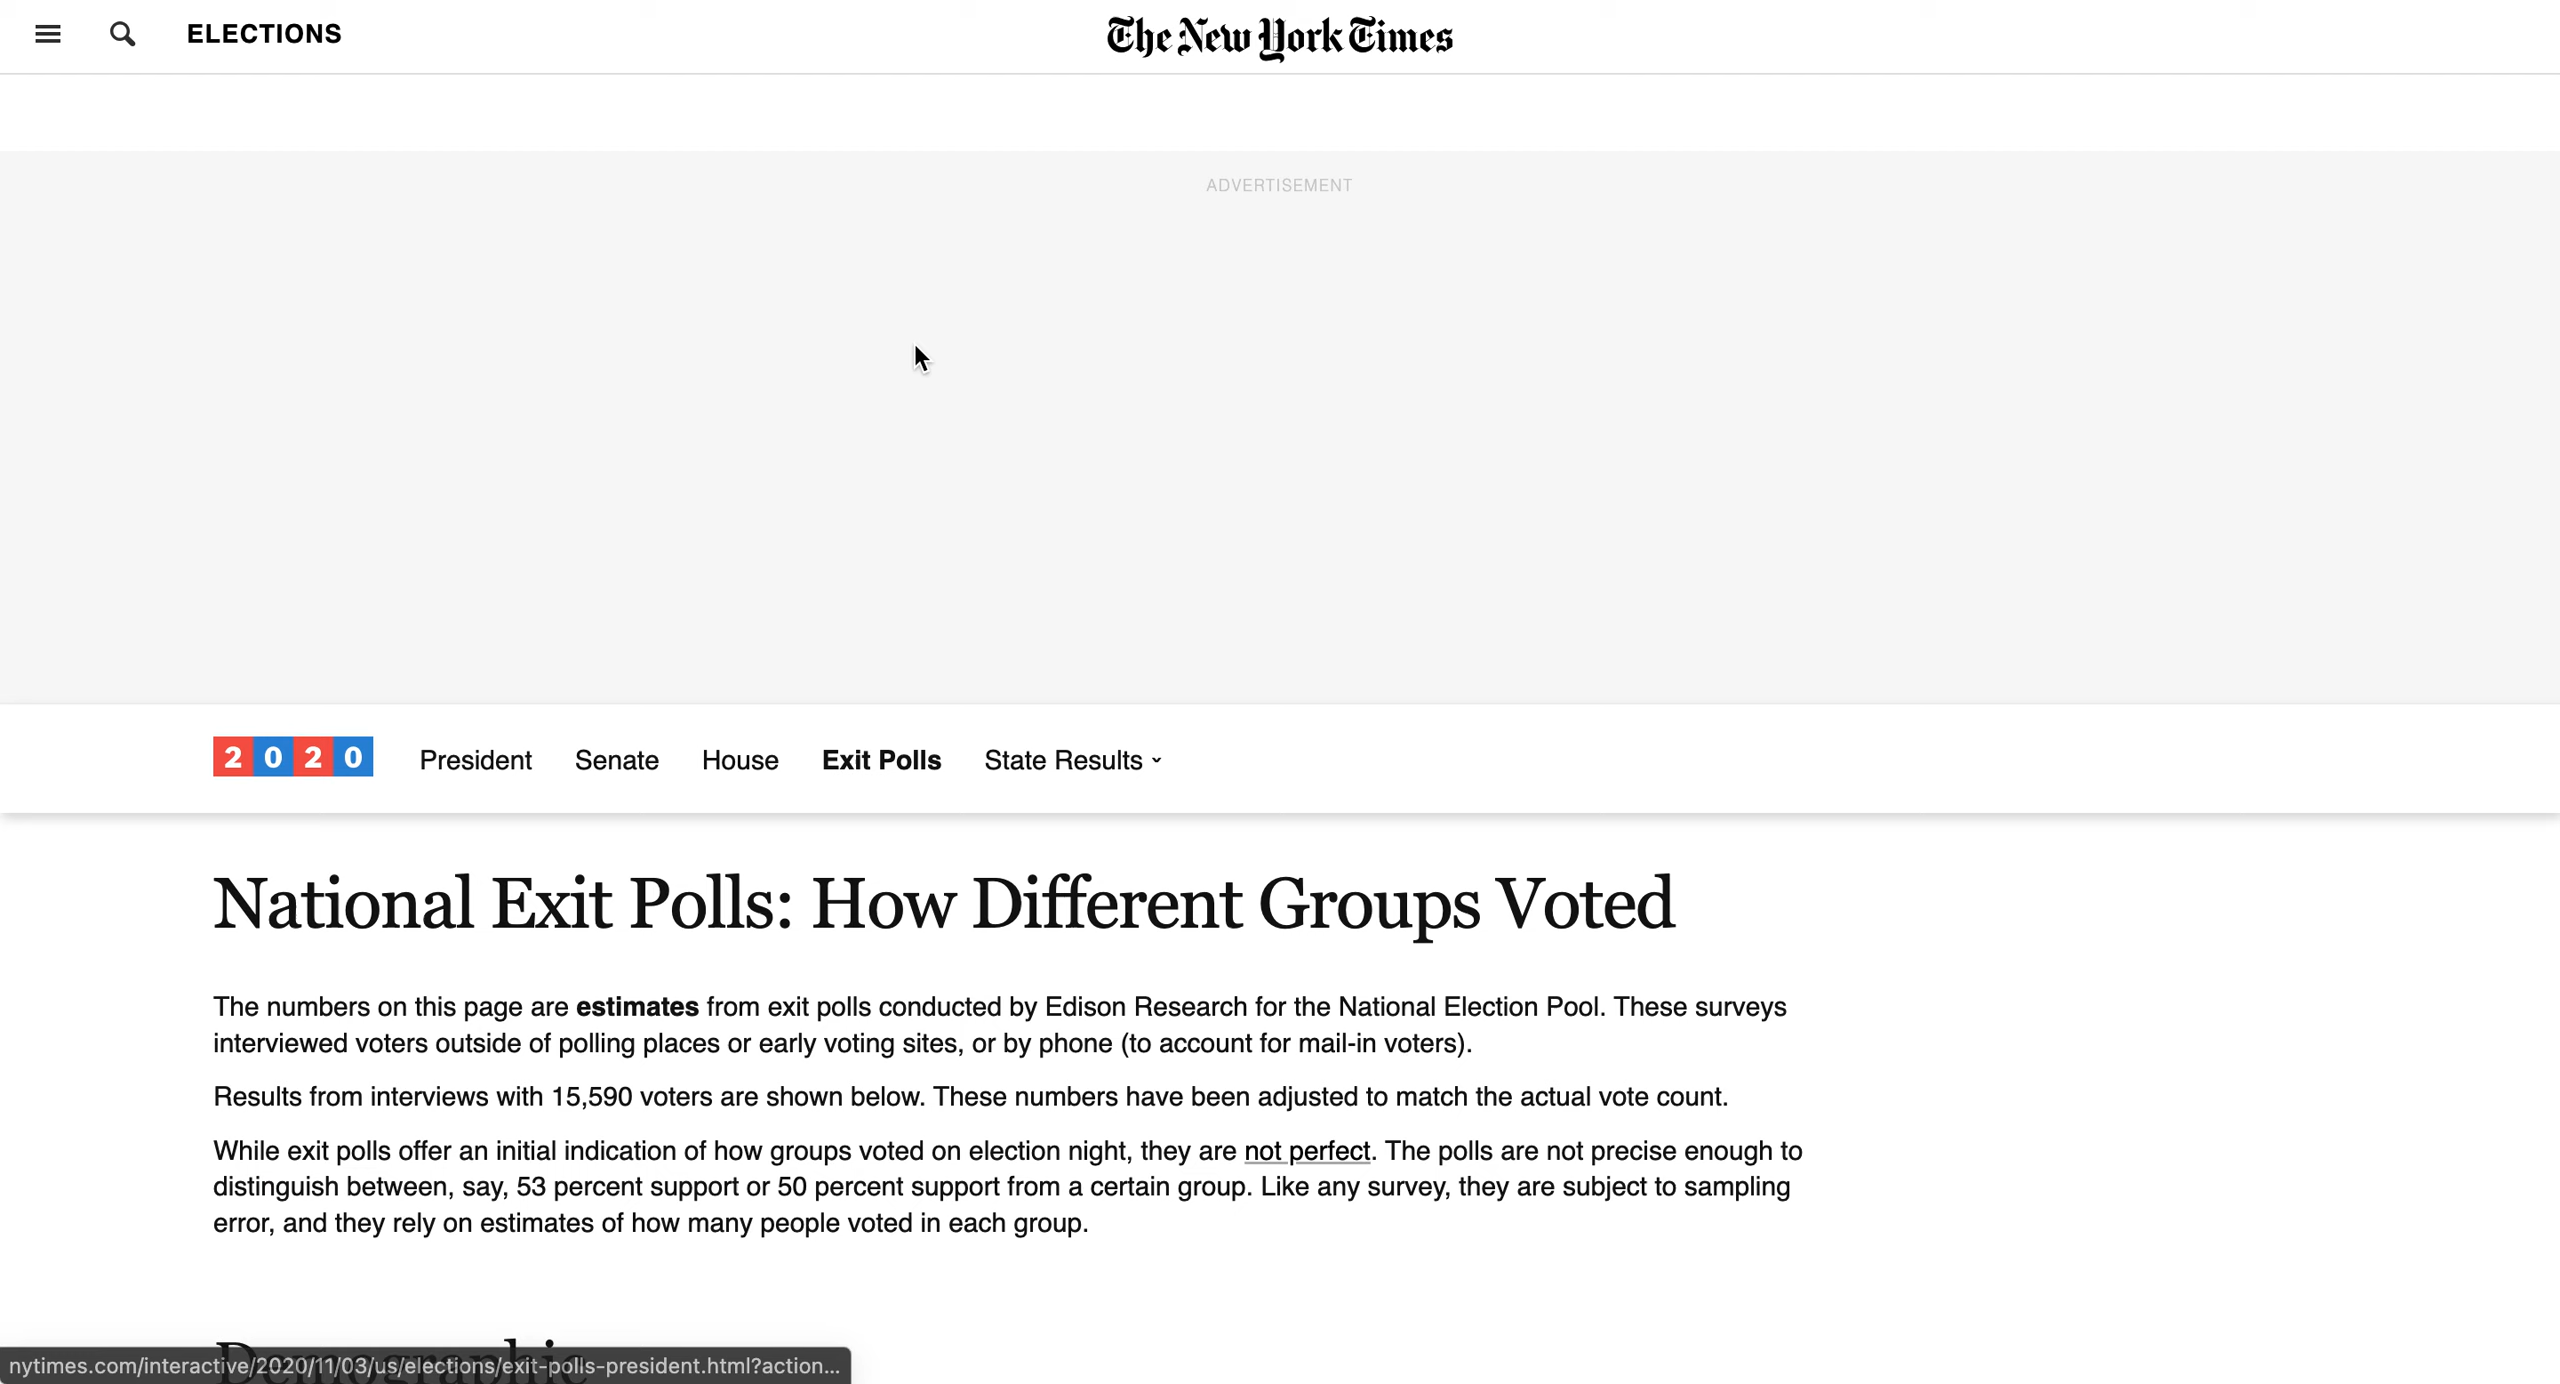 ELECTIONS
The New York Times
ADVERTISEMENT
2020 President Senate House Exit Polls State Results
National Exit Polls: How Different Groups Voted
The numbers on this page are estimates from exit polls conducted by Edison Research for the National Election Pool. These surveys
interviewed voters outside of polling places or early voting sites, or by phone (to account for mail-in voters).
Results from interviews with 15,590 voters are shown below. These numbers have been adjusted to match the actual vote count.
While exit polls offer an initial indication of how groups voted on election night, they are not perfect. The polls are not precise enough to
distinguish between, say, 53 percent support or 50 percent support from a certain group. Like any survey, they are subject to sampling
error, and they rely on estimates of how many people voted in each group.
Demographic
nytimes.com/interactive/2020/11/03/us/elections/exit-polls-president.html?action...